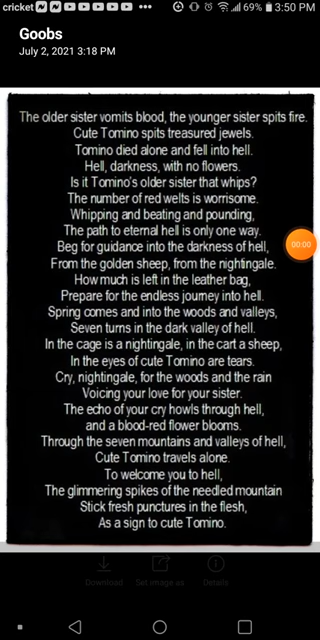 cricket 69% 3:50 PM
Goobs
July 2, 2021 3:18 PM
The older sister vomits blood, the younger sister spits fire.
Cute Tomino spits treasured jewels.
Tomino died alone and fell into hell.
Hell, darkness, with no flowers.
Is it Tomino's older sister that whips?
The number of red welts is worrisome.
Whipping and beating and pounding,
The path to eternal hell is only one way.
Beg for guidance into the darkness of hell,
From the golden sheep, from the nightingale.
How much is left in the leather bag,
Prepare for the endless journey into hell.
Spring comes and into the woods and valleys,
Seven turns in the dark valley of hell.
In the cage is a nightingale, in the cart a sheep,
In the eyes of cute Tomino are tears.
Cry, nightingale, for the woods and the rain
Voicing your love for your sister.
The echo of your cry howls through hell,
and a blood-red flower blooms.
Through the seven mountains and valleys of hell,
Cute Tomino travels alone.
To welcome you to hell,
The glimmering spikes of the needled mountain
Stick fresh punctures in the flesh,
As a sign to cute Tomino.
00:00
Download Set image as Details